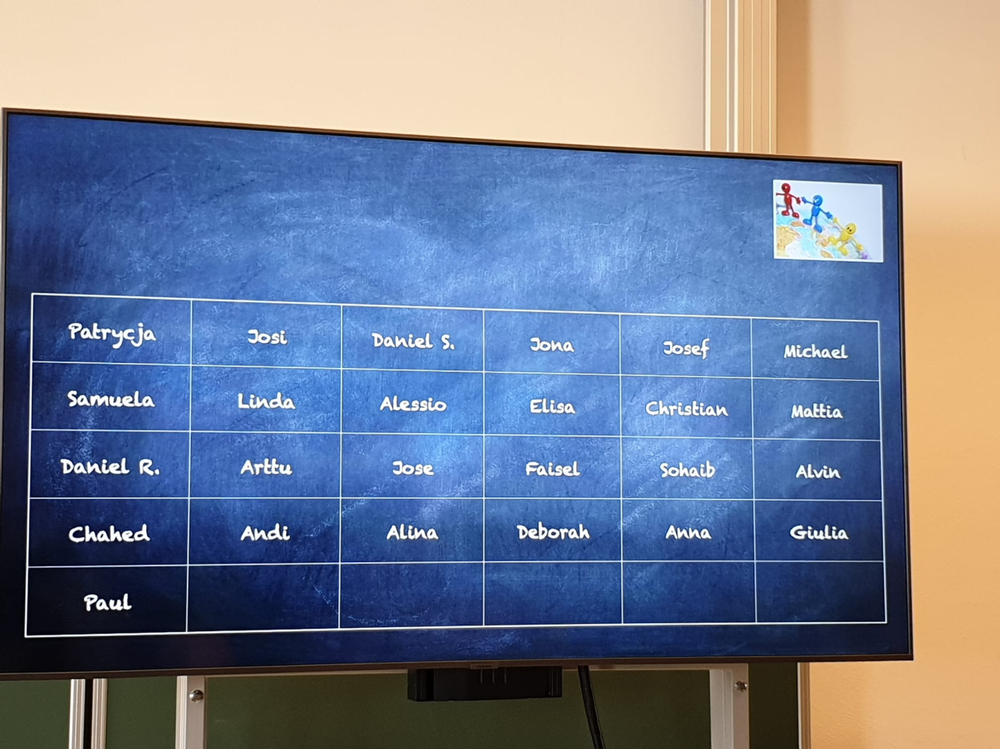 Patrycja Josi Daniel S. Jona Josef Michael
Samuela Linda Alessio Elisa Christian Mattia
Daniel R. Arttu Jose Faisel Sohaib Alvin
Chahed Andi Alina Deborah Anna Giulia
Paul